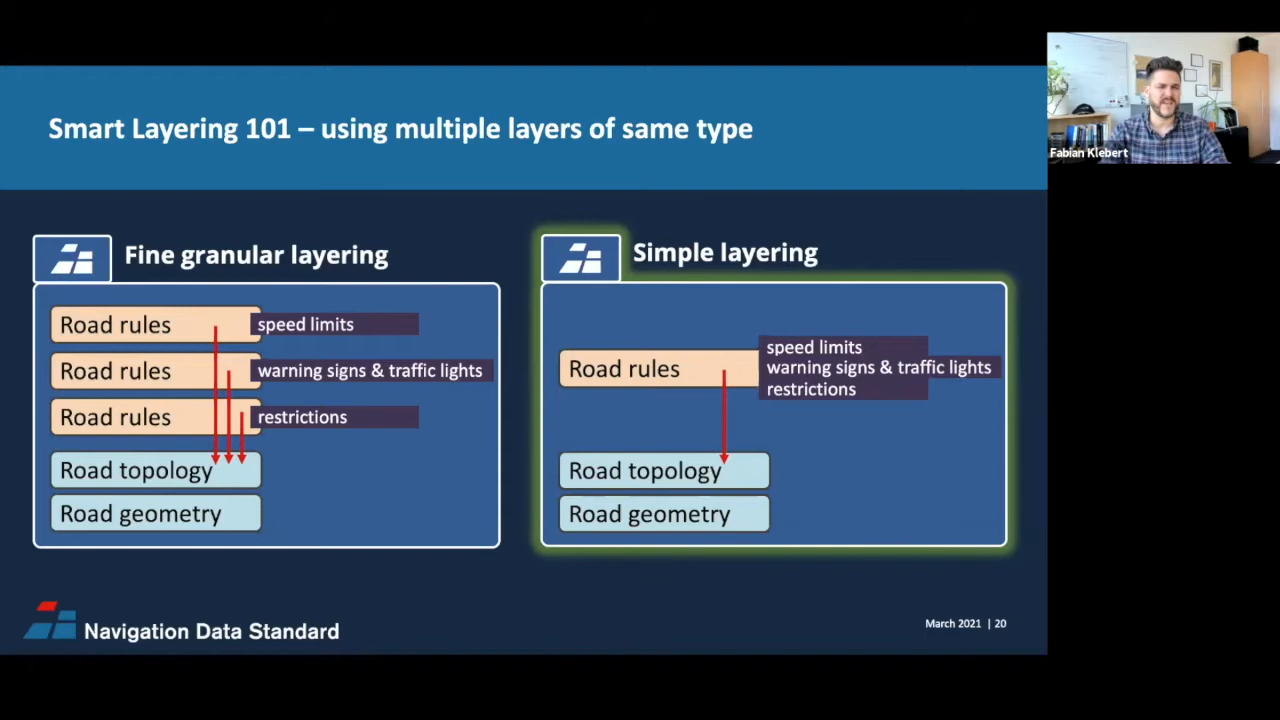 Smart Layering 101 – using multiple layers of same type
Fabian Klebert
Fine granular layering
Road rules
speed limits
Road rules
warning signs & traffic lights
Road rules
restrictions
Road topology
Road geometry
Simple layering
Road rules
speed limits
warning signs & traffic lights
restrictions
Road topology
Road geometry
Navigation Data Standard
March 2021 | 20